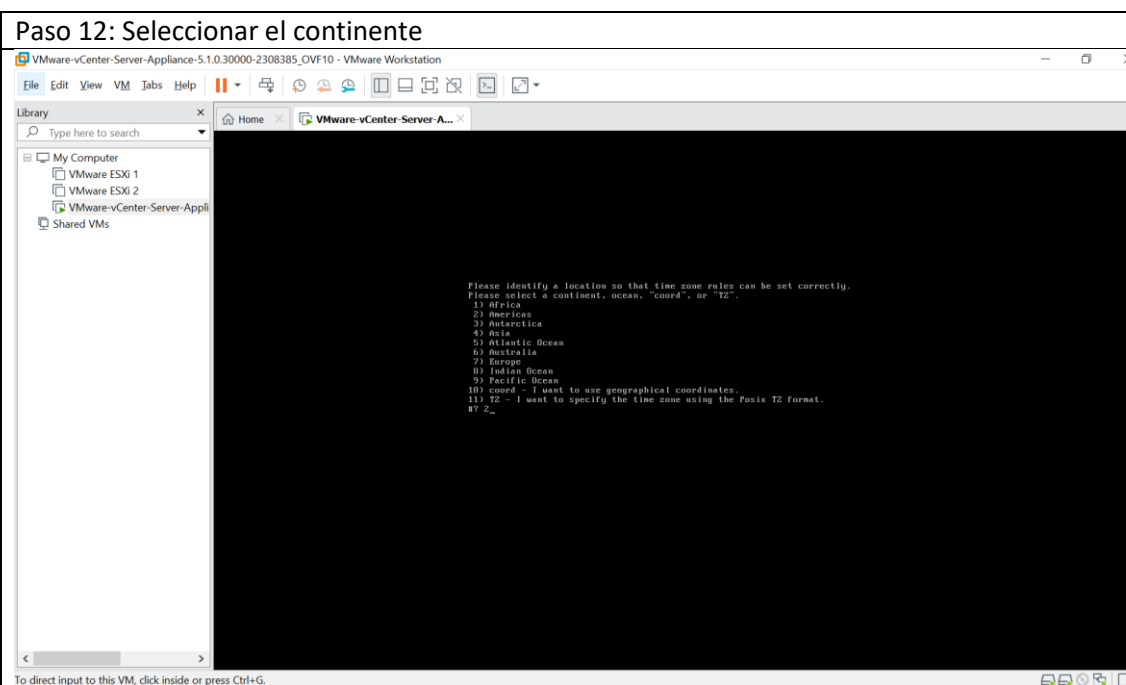 Paso 12: Seleccionar el continente
VMware-vCenter-Server-Appliance-5.1.0.30000-2308385_OVF10 - VMware Workstation
File Edit View VM Tabs Help
Library
Home
VMware-vCenter-Server-A...
Type here to search
My Computer
VMware ESXi 1
VMware ESXi 2
VMware-vCenter-Server-Appli
Shared VMs
Please identify a location so that time zone rules can be set correctly.
Please select a continent, ocean, "coord", or "TZ".
1) Africa
2) Americas
3) Antarctica
4) Asia
5) Atlantic Ocean
6) Australia
7) Europe
8) Indian Ocean
9) Pacific Ocean
10) coord - I want to use geographical coordinates.
11) TZ - I want to specify the time zone using the Posix TZ format.
#? 2_
To direct input to this VM, click inside or press Ctrl+G.